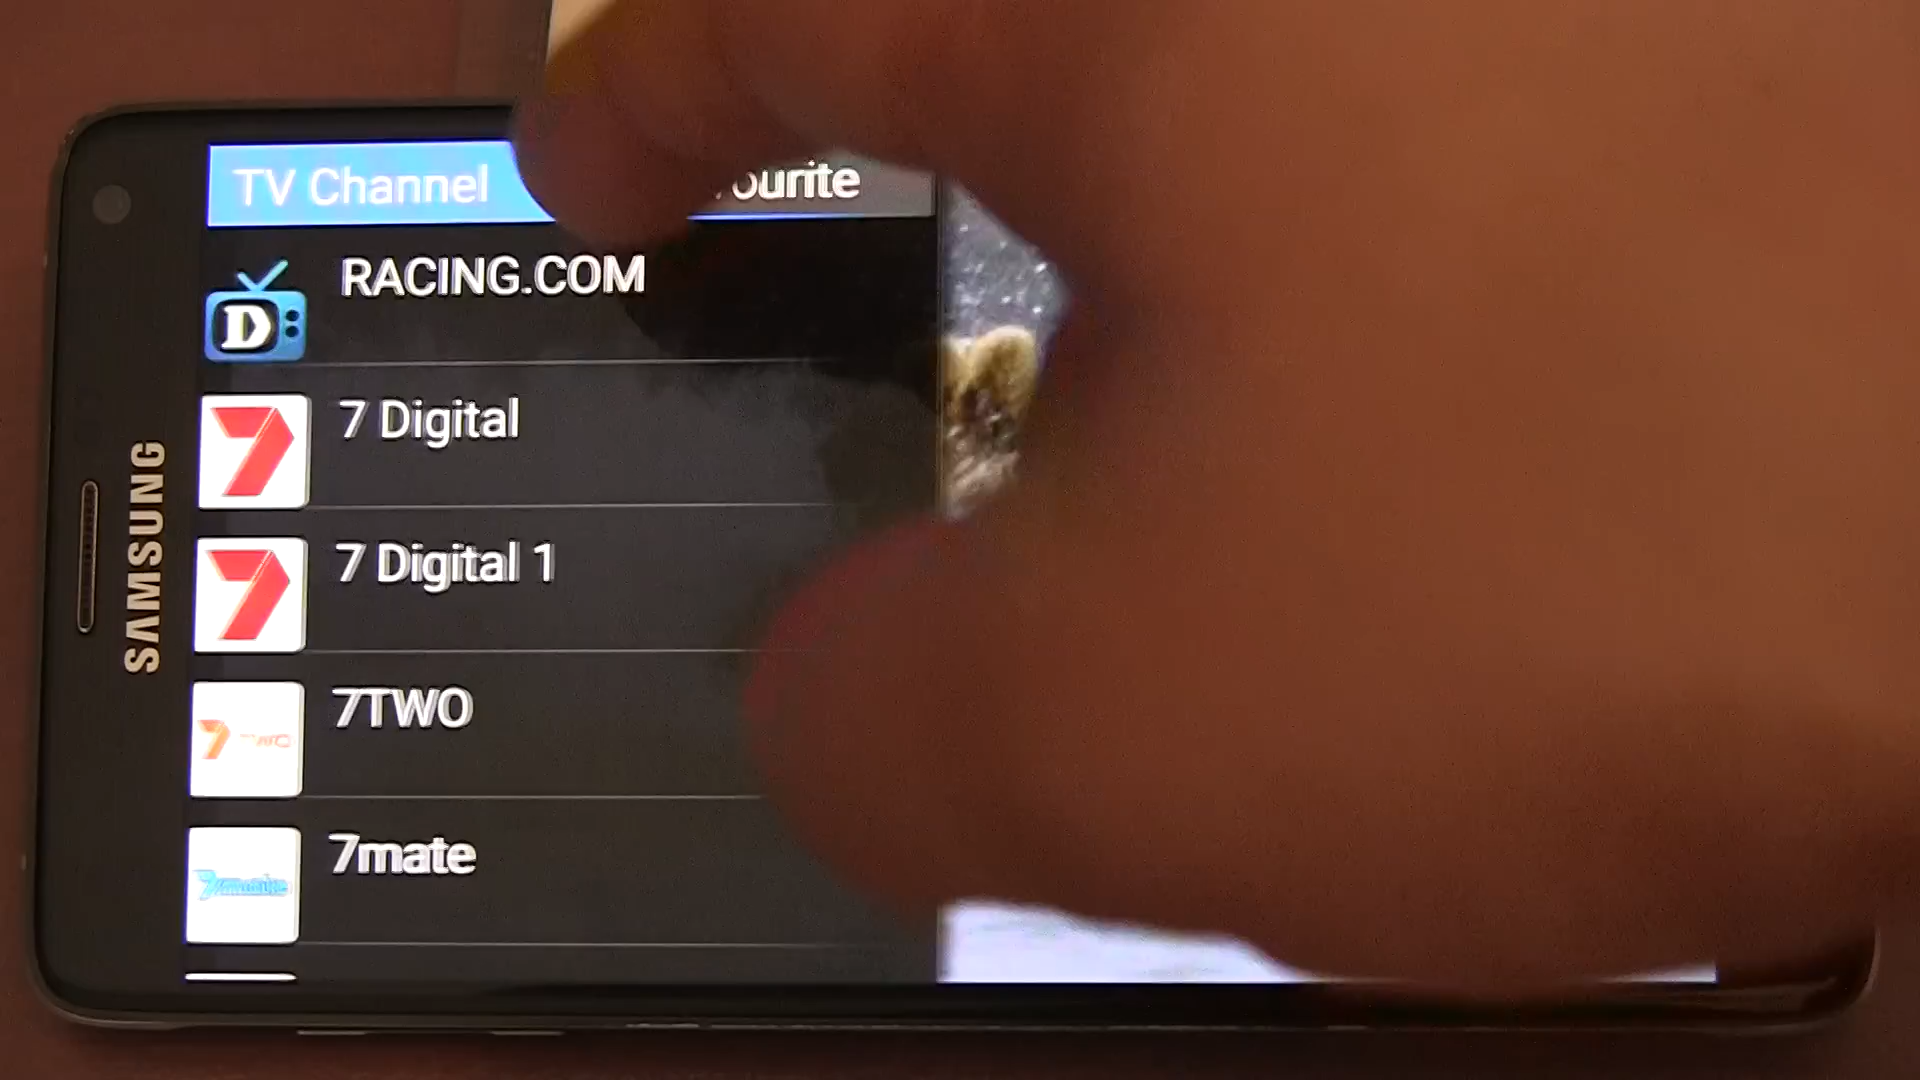 TV Channel
ourite
RACING.COM
D
7 Digital
7 Digital 1
7TWO
7mate
SAMSUNG